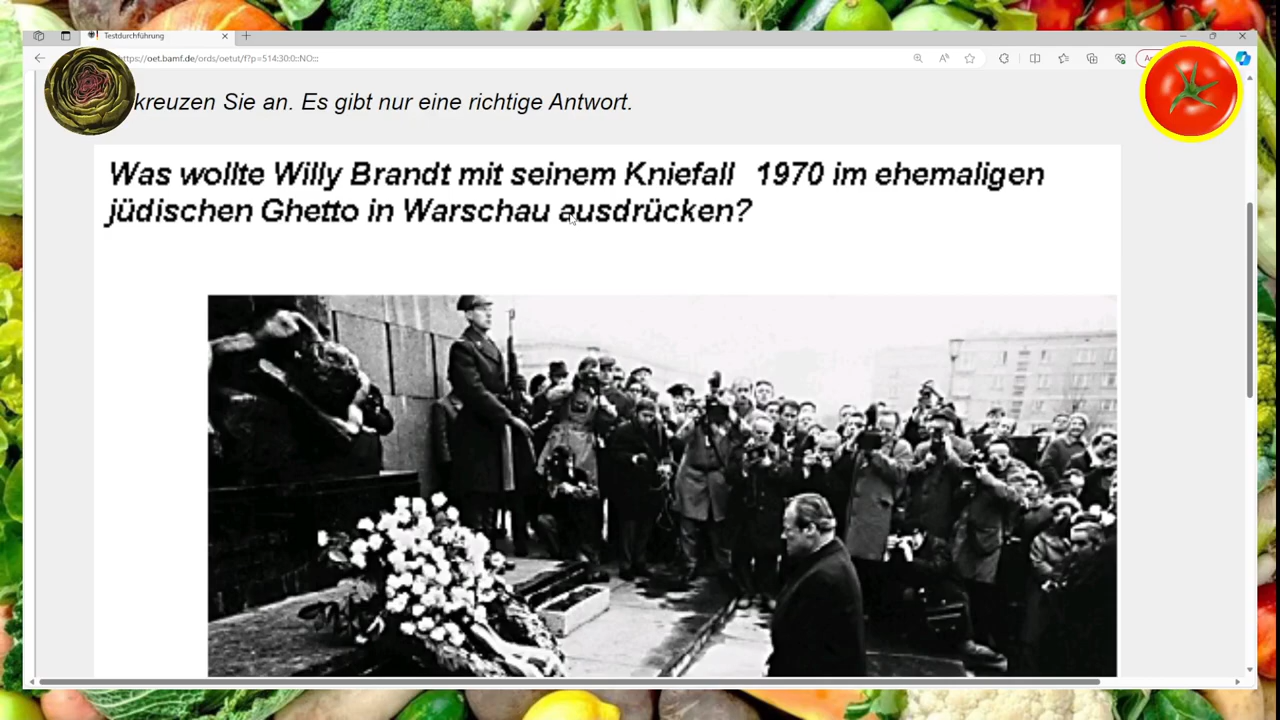 Testdurchführung
https://oet.bamf.de/ords/oetut/f?p=514:30:0::NO:::
kreuzen Sie an. Es gibt nur eine richtige Antwort.
Was wollte Willy Brandt mit seinem Kniefall 1970 im ehemaligen
jüdischen Ghetto in Warschau ausdrücken?